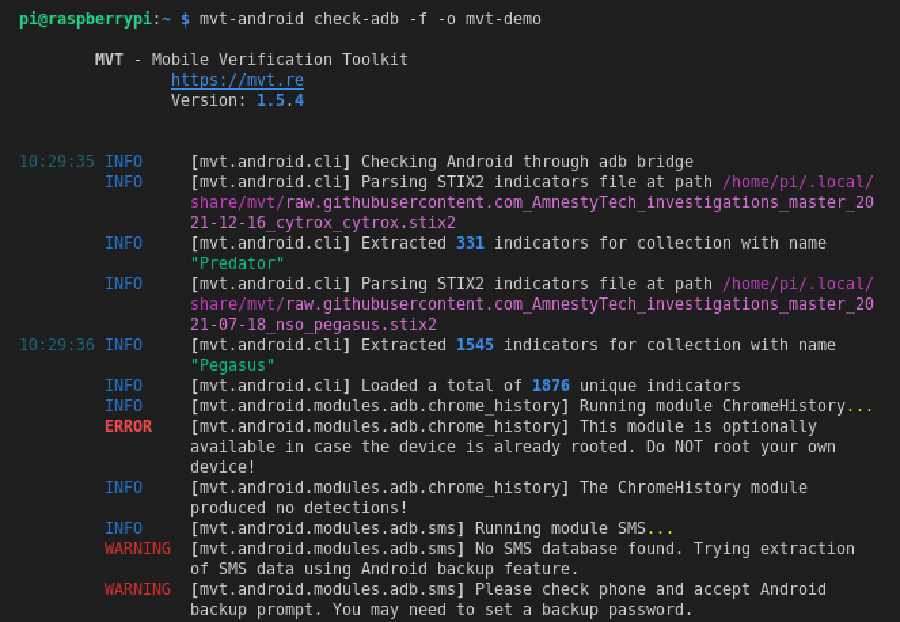 pi@raspberrypi:~ $ mvt-android check-adb -f -o mvt-demo
MVT - Mobile Verification Toolkit
https://mvt.re
Version: 1.5.4
10:29:35 INFO [mvt.android.cli] Checking Android through adb bridge
INFO [mvt.android.cli] Parsing STIX2 indicators file at path /home/pi/.local/
share/mvt/raw.githubusercontent.com_AmnestyTech_investigations_master_20
21-12-16_cytrox_cytrox.stix2
INFO [mvt.android.cli] Extracted 331 indicators for collection with name
"Predator"
INFO [mvt.android.cli] Parsing STIX2 indicators file at path /home/pi/.local/
share/mvt/raw.githubusercontent.com_AmnestyTech_investigations_master_20
21-07-18_nso_pegasus.stix2
10:29:36 INFO [mvt.android.cli] Extracted 1545 indicators for collection with name
"Pegasus"
INFO [mvt.android.cli] Loaded a total of 1876 unique indicators
INFO [mvt.android.modules.adb.chrome_history] Running module ChromeHistory...
ERROR [mvt.android.modules.adb.chrome_history] This module is optionally
available in case the device is already rooted. Do NOT root your own
device!
INFO [mvt.android.modules.adb.chrome_history] The ChromeHistory module
produced no detections!
INFO [mvt.android.modules.adb.sms] Running module SMS...
WARNING [mvt.android.modules.adb.sms] No SMS database found. Trying extraction
of SMS data using Android backup feature.
WARNING [mvt.android.modules.adb.sms] Please check phone and accept Android
backup prompt. You may need to set a backup password.